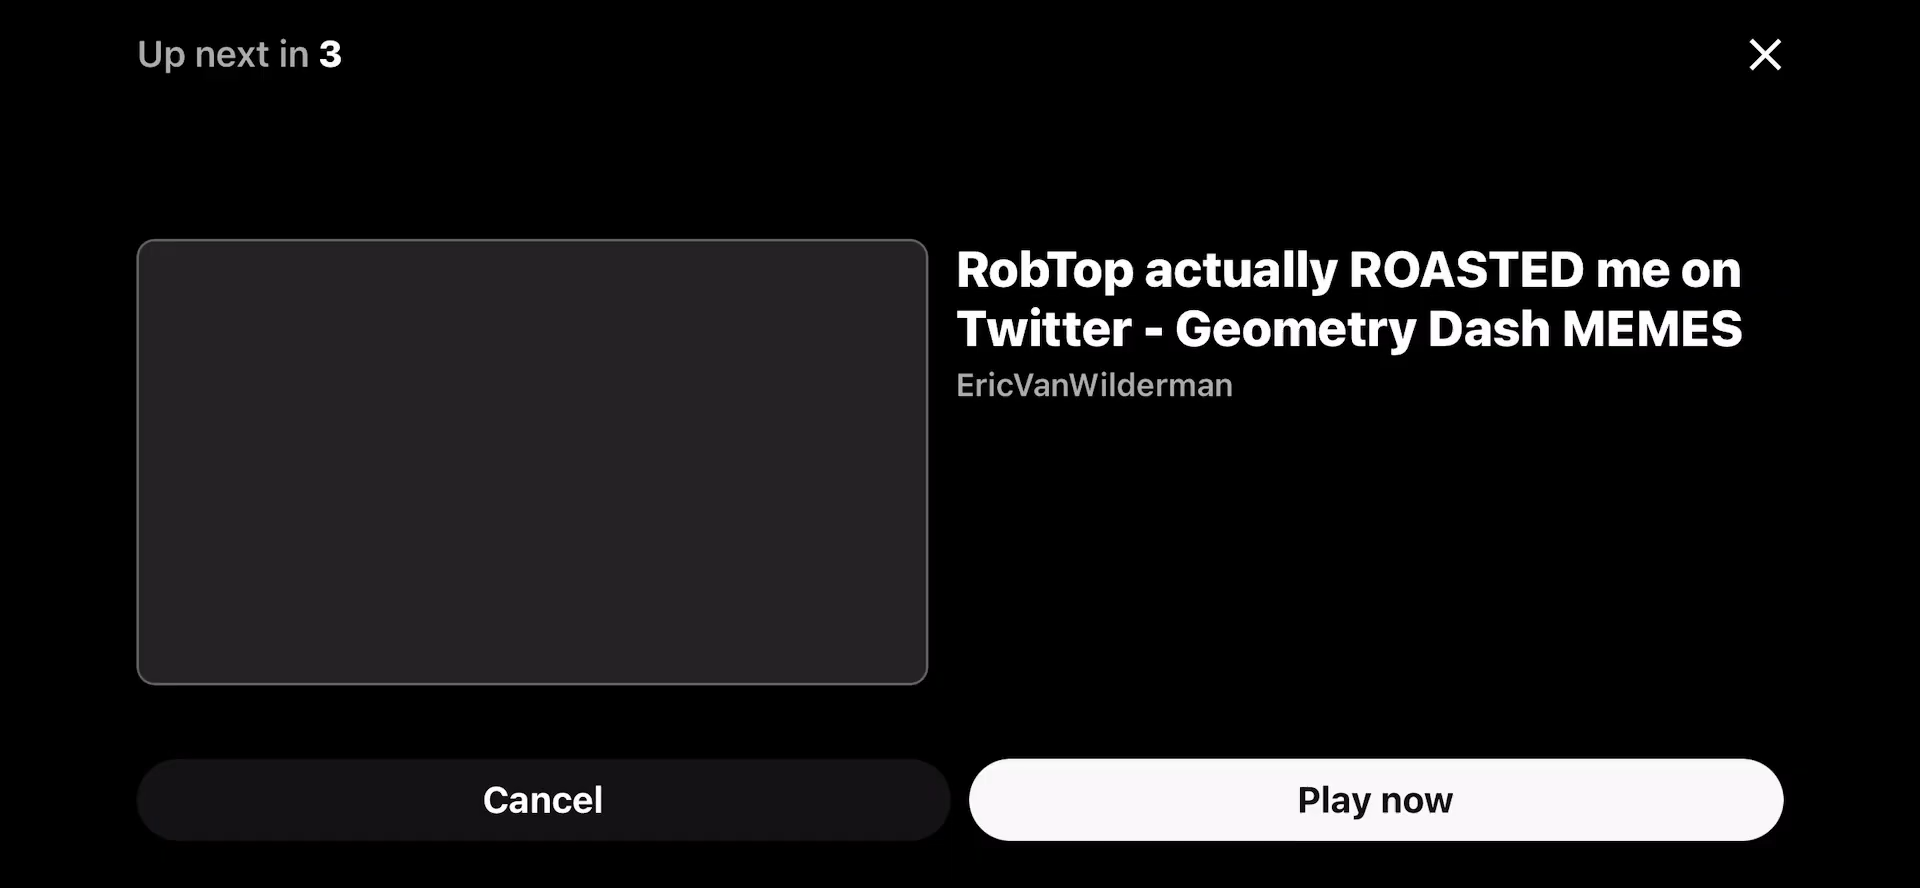 Up next in 3
RobTop actually ROASTED me on
Twitter - Geometry Dash MEMES
EricVanWilderman
Cancel
Play now